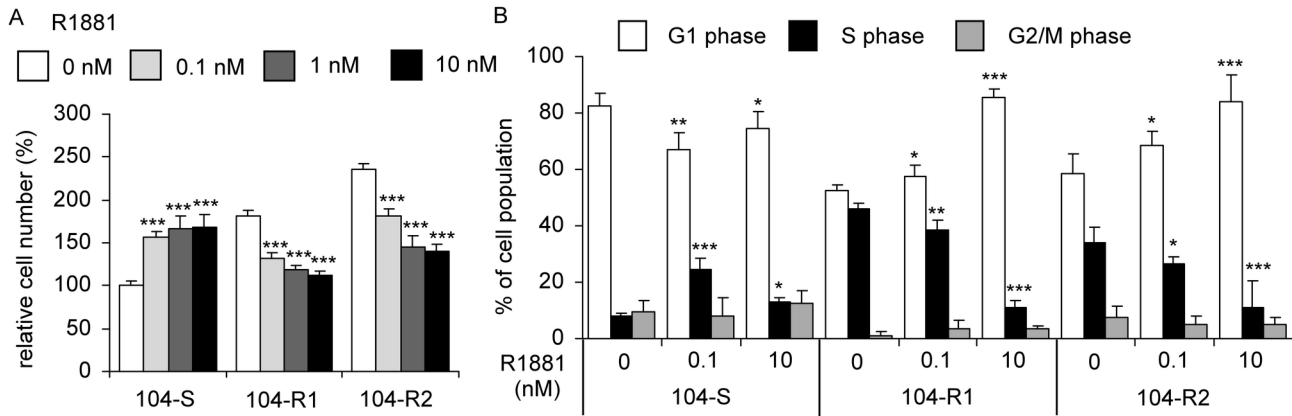 A
R1881
0 nM
0.1 nM
1 nM
10 nM
relative cell number (%)
300
250
200
150
100
50
0
***
***
***
***
***
***
***
***
***
104-S
104-R1
104-R2
B
G1 phase
S phase
G2/M phase
% of cell population
100
80
60
40
20
0
**
***
*
*
*
**
***
***
*
*
***
***
R1881
(nM)
0
0.1
10
0
0.1
10
0
0.1
10
104-S
104-R1
104-R2